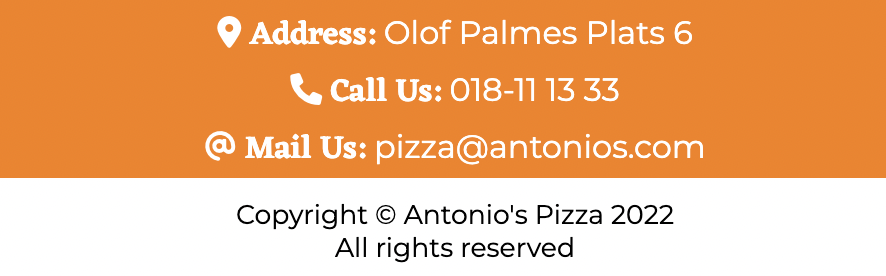 Address: Olof Palmes Plats 6
Call Us: 018-11 13 33
Mail Us: pizza@antonios.com
Copyright © Antonio's Pizza 2022
All rights reserved